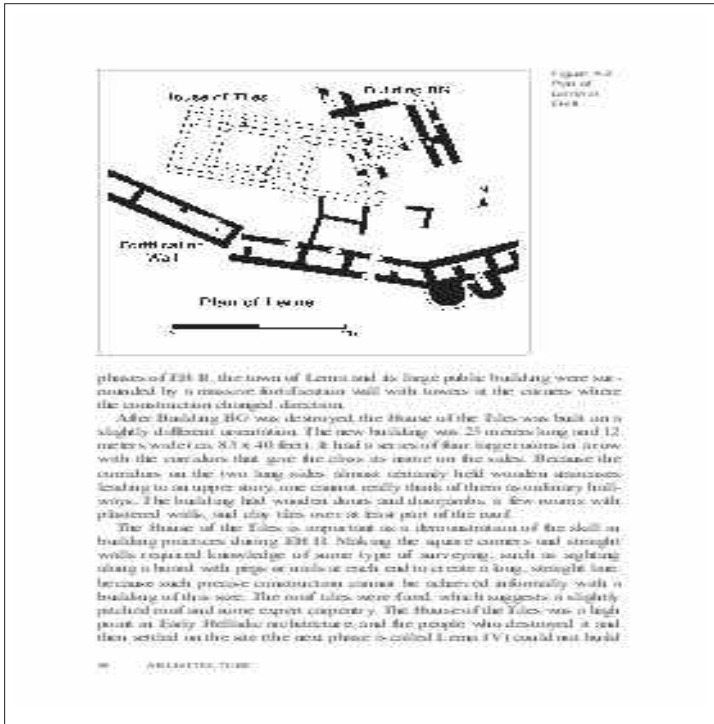 House of Tiles
Building BG
Fortification
Wall
Plan of Lerna
Plan of
phases of EH II, the town of Lerna and its large public building were sur-
rounded by a massive fortification wall with towers at the corners where
the construction changed direction.
After Building BG was destroyed, the House of the Tiles was built on a
slightly different orientation. The new building was 25 meters long and 12
meters wide (ca. 83 x 40 feet). It had a series of four larger rooms in a row
with the corridors that give the class its name on the sides. Because the
corridors on the two long sides almost certainly held wooden staircases
leading to an upper story, one cannot really think of them as ordinary hall-
ways. The building had wooden doors and doorjambs, a few rooms with
plastered walls, and clay tiles over at least part of the roof.
The House of the Tiles is important as a demonstration of the skill in
building practices during EH II. Making the square corners and straight
walls required knowledge of some type of surveying, such as sighting
along a board with pegs or nails at each end to create a long, straight line,
because such precise construction cannot be achieved informally with a
building of this size. The roof tiles were fixed, which suggests a slightly
pitched roof and some expert carpentry. The House of the Tiles was a high
point in Early Helladic architecture, and the people who destroyed it and
then settled on the site (the next phase is called Lerna IV) could not build
ARCHITECTURE